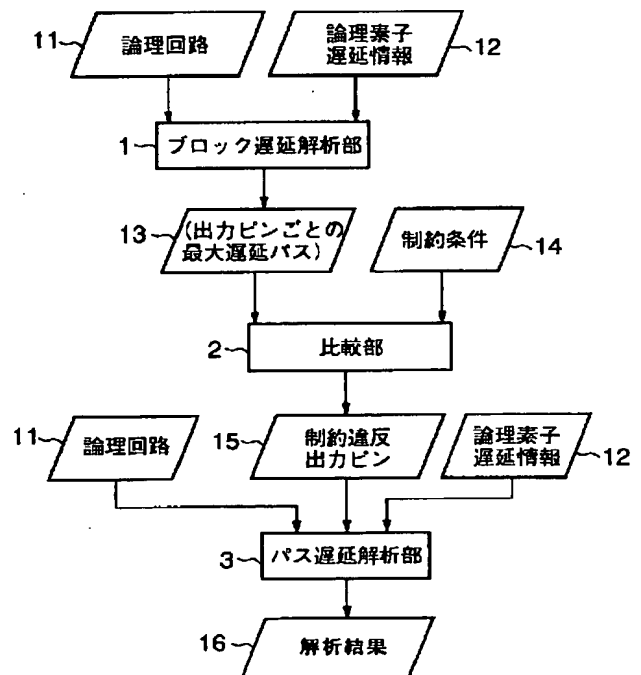 11
論理回路
論理素子
遅延情報
12
1
ブロック遅延解析部
13
(出力ピンごとの
最大遅延パス)
制約条件
14
2
比較部
11
論理回路
15
制約違反
出力ピン
論理素子
遅延情報
12
3
パス遅延解析部
16
解析結果